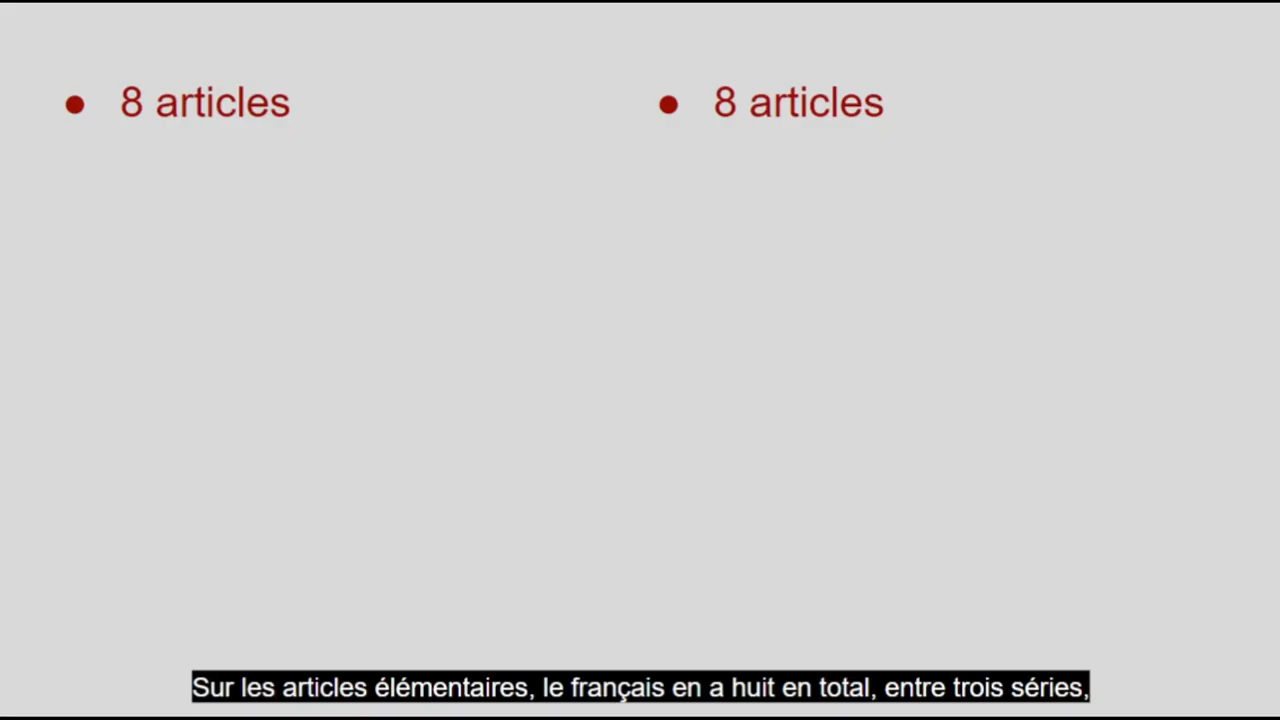 ● 8 articles
● 8 articles
Sur les articles élémentaires, le français en a huit en total, entre trois séries,